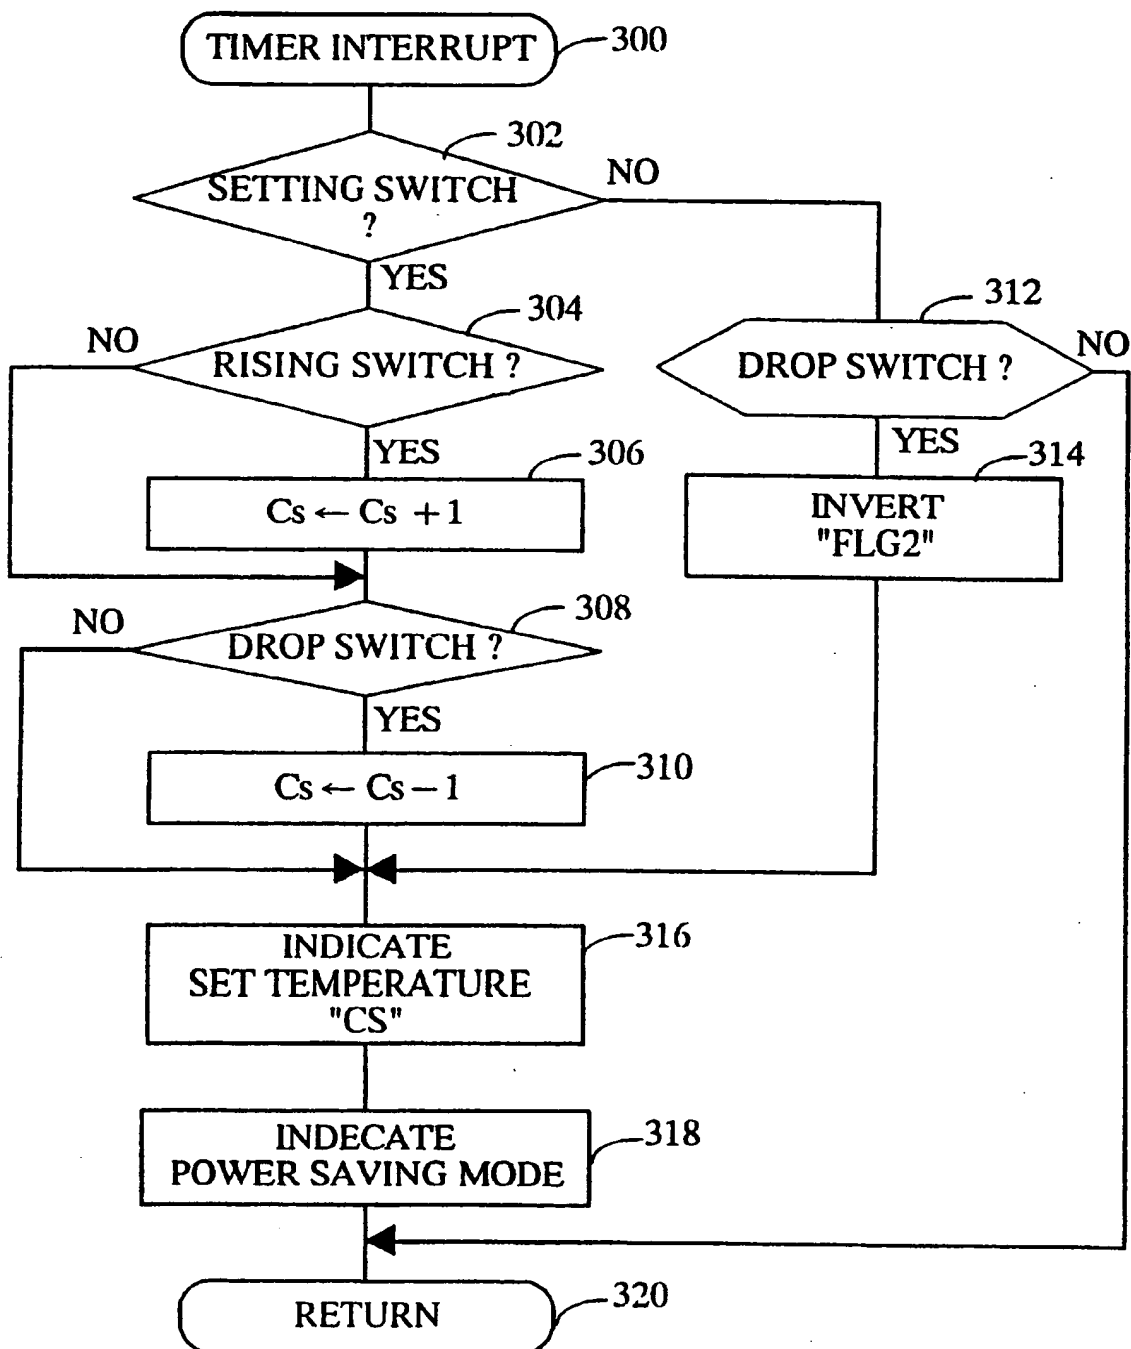 TIMER INTERRUPT
300
302
SETTING SWITCH
?
NO
YES
304
NO
RISING SWITCH ?
312
DROP SWITCH ?
NO
YES
306
Cs ← Cs + 1
YES
314
INVERT
"FLG2"
308
NO
DROP SWITCH ?
YES
310
Cs ← Cs − 1
316
INDICATE
SET TEMPERATURE
"CS"
318
INDECATE
POWER SAVING MODE
RETURN
320